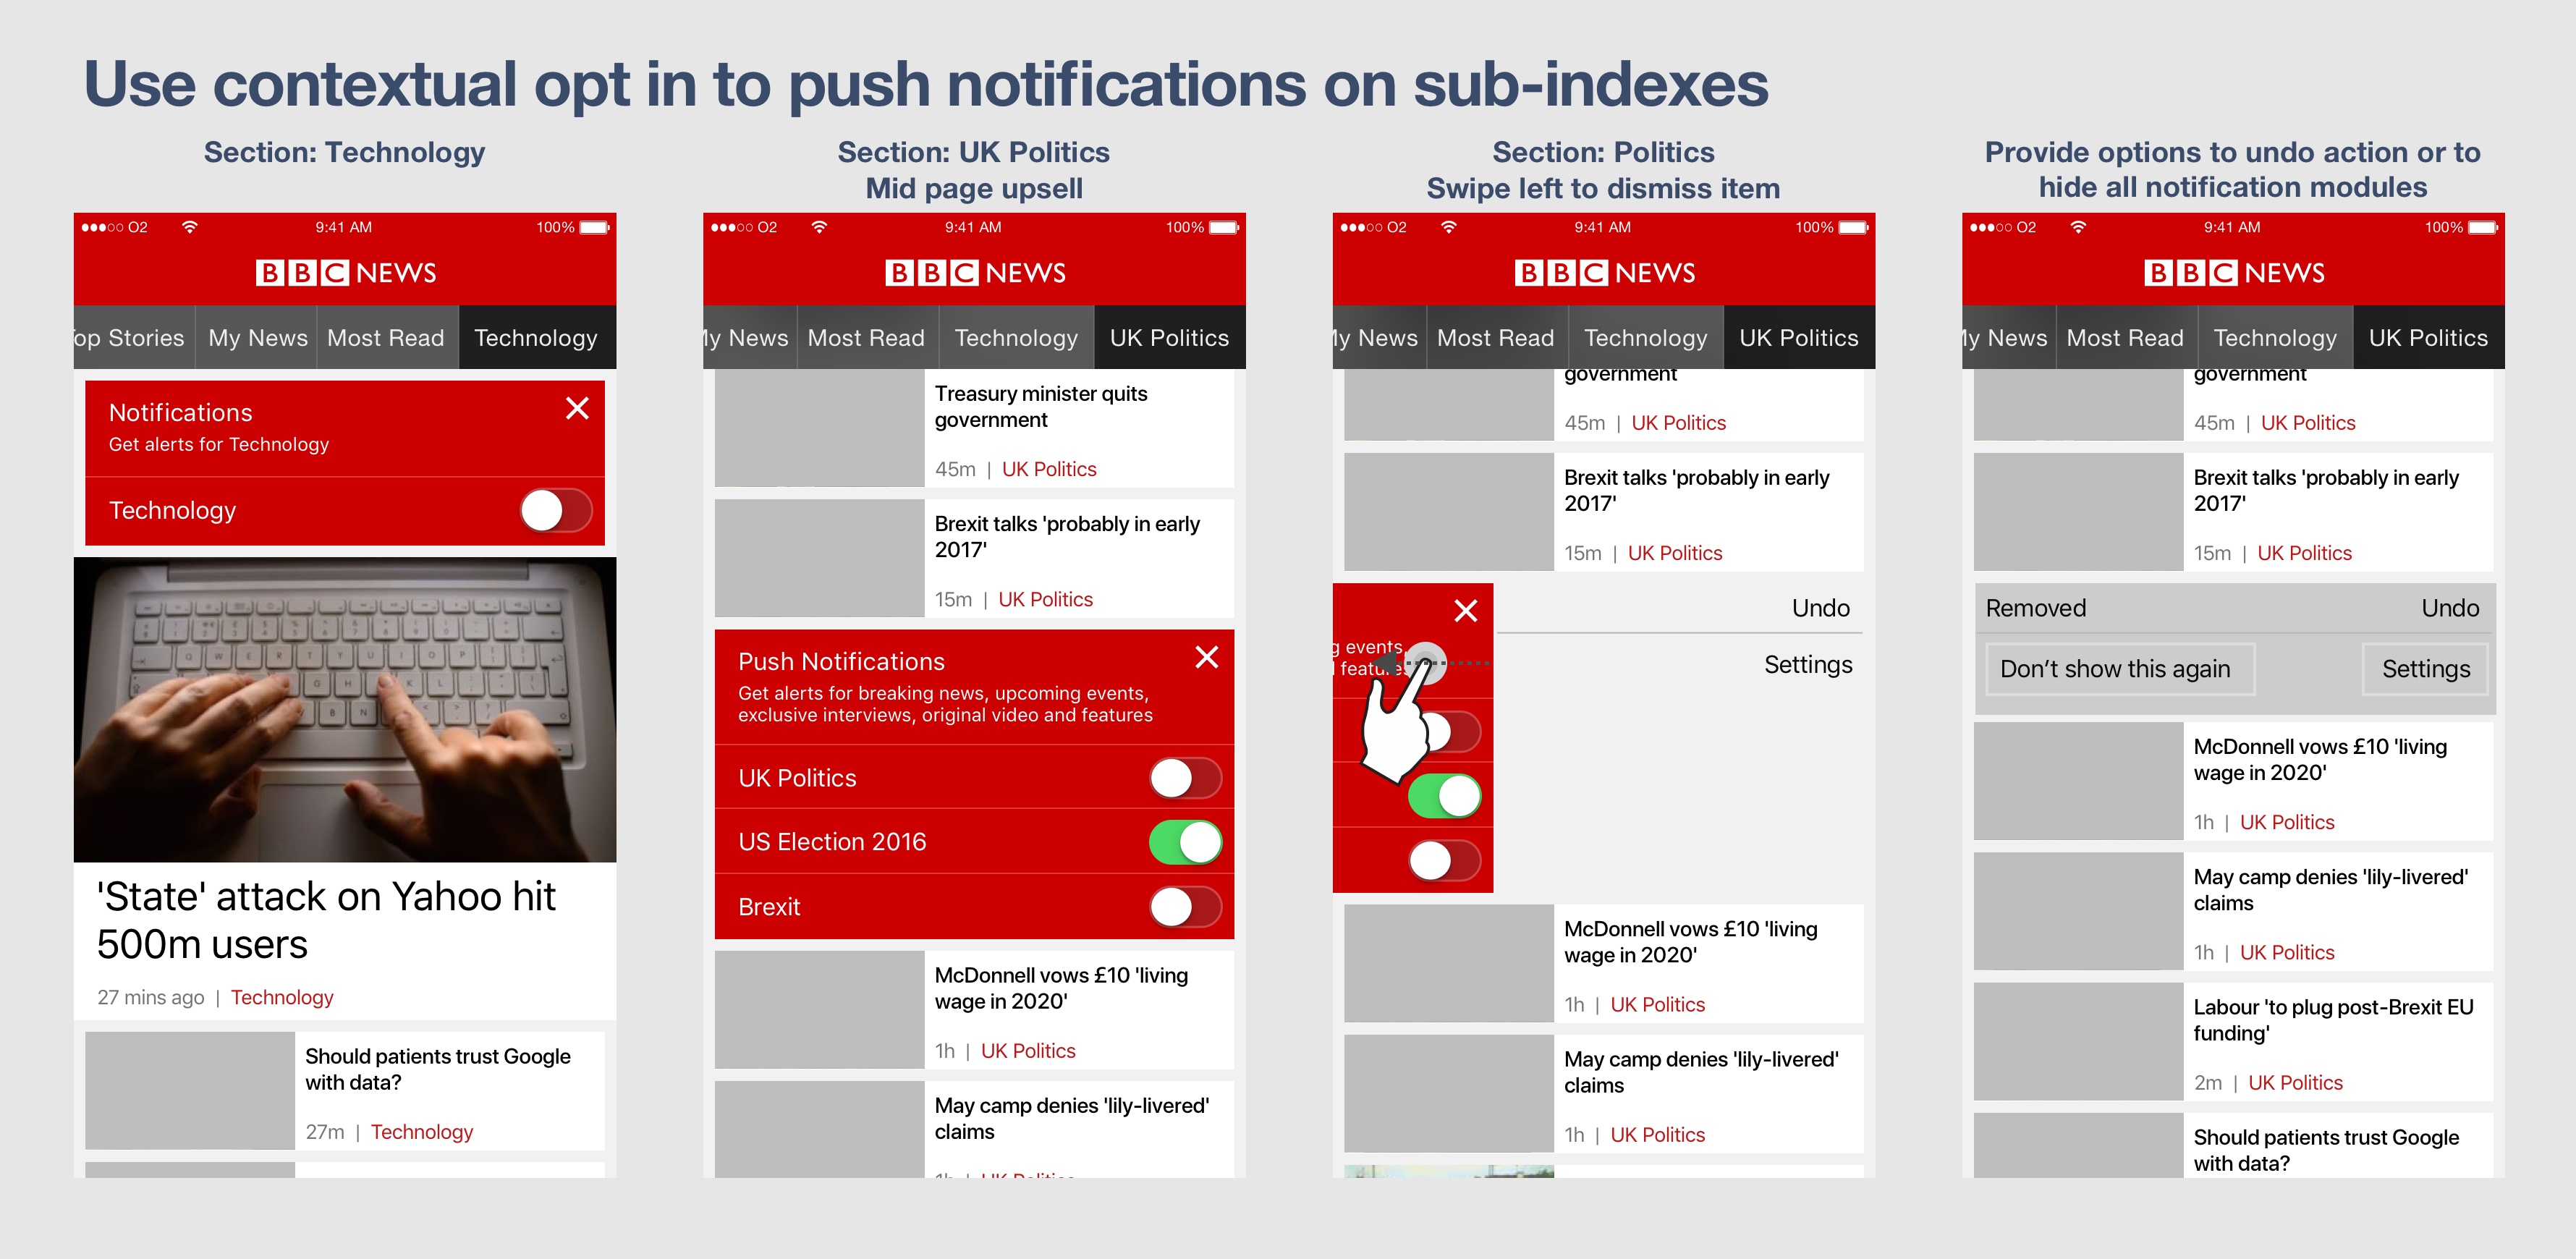 Use contextual opt in to push notifications on sub-indexes
Section: Technology
O2 9:41 AM 100%
BBC NEWS
op Stories My News Most Read Technology
Notifications
Get alerts for Technology
Technology
'State' attack on Yahoo hit
500m users
27 mins ago | Technology
Should patients trust Google
with data?
27m | Technology
Section: UK Politics
Mid page upsell
O2 9:41 AM 100%
BBC NEWS
My News Most Read Technology UK Politics
Treasury minister quits
government
45m | UK Politics
Brexit talks 'probably in early
2017'
15m | UK Politics
Push Notifications
Get alerts for breaking news, upcoming events,
exclusive interviews, original video and features
UK Politics
US Election 2016
Brexit
McDonnell vows £10 'living
wage in 2020'
1h | UK Politics
May camp denies 'lily-livered'
claims
Section: Politics
Swipe left to dismiss item
O2 9:41 AM 100%
BBC NEWS
My News Most Read Technology UK Politics
government
45m | UK Politics
Brexit talks 'probably in early
2017'
15m | UK Politics
Undo
g events,
features
Settings
McDonnell vows £10 'living
wage in 2020'
1h | UK Politics
May camp denies 'lily-livered'
claims
1h | UK Politics
Provide options to undo action or to
hide all notification modules
O2 9:41 AM 100%
BBC NEWS
My News Most Read Technology UK Politics
government
45m | UK Politics
Brexit talks 'probably in early
2017'
15m | UK Politics
Removed Undo
Don't show this again Settings
McDonnell vows £10 'living
wage in 2020'
1h | UK Politics
May camp denies 'lily-livered'
claims
1h | UK Politics
Labour 'to plug post-Brexit EU
funding'
2m | UK Politics
Should patients trust Google
with data?